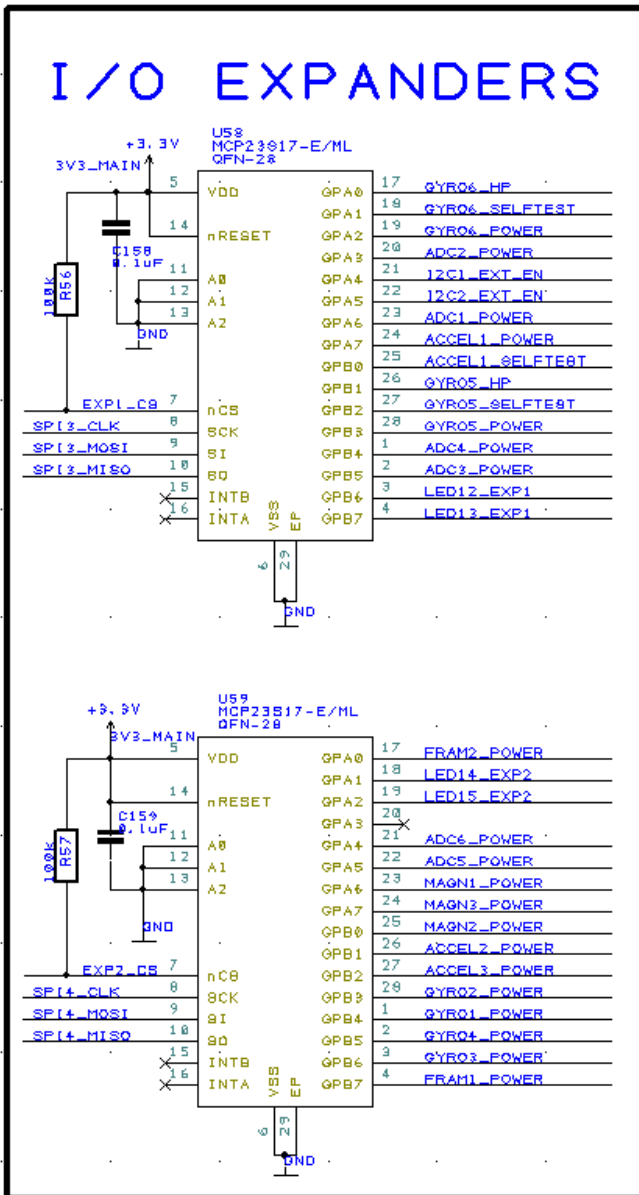 I/O EXPANDERS
U58
MCP23S17-E/ML
QFN-28
+3.3V
3V3_MAIN
5 VDD GPA0 17 GYRO6_HP
GPA1 18 GYRO6_SELFTEST
14 nRESET GPA2 19 GYRO6_POWER
GPA3 20 ADC2_POWER
C158
0.1uF
100k R56
11 A0 GPA4 21 I2C1_EXT_EN
12 A1 GPA5 22 I2C2_EXT_EN
13 A2 GPA6 23 ADC1_POWER
GND
GPA7 24 ACCEL1_POWER
GPB0 25 ACCEL1_SELFTEST
GPB1 26 GYRO5_HP
EXP1_CS 7 nCS GPB2 27 GYRO5_SELFTEST
SPI3_CLK 8 SCK GPB3 28 GYRO5_POWER
SPI3_MOSI 9 SI GPB4 1 ADC4_POWER
SPI3_MISO 10 SO GPB5 2 ADC3_POWER
15 INTB GPB6 3 LED12_EXP1
16 INTA GPB7 4 LED13_EXP1
VSS EP
6 29
GND
U59
MCP23S17-E/ML
QFN-28
+3.3V
3V3_MAIN
5 VDD GPA0 17 FRAM2_POWER
GPA1 18 LED14_EXP2
14 nRESET GPA2 19 LED15_EXP2
GPA3 20
C159
0.1uF
100k R57
11 A0 GPA4 21 ADC6_POWER
12 A1 GPA5 22 ADC5_POWER
13 A2 GPA6 23 MAGN1_POWER
GPA7 24 MAGN3_POWER
GND
GPB0 25 MAGN2_POWER
GPB1 26 ACCEL2_POWER
EXP2_CS 7 nCS GPB2 27 ACCEL3_POWER
SPI4_CLK 8 SCK GPB3 28 GYRO2_POWER
SPI4_MOSI 9 SI GPB4 1 GYRO1_POWER
SPI4_MISO 10 SO GPB5 2 GYRO4_POWER
15 INTB GPB6 3 GYRO3_POWER
16 INTA GPB7 4 FRAM1_POWER
VSS EP
6 29
GND